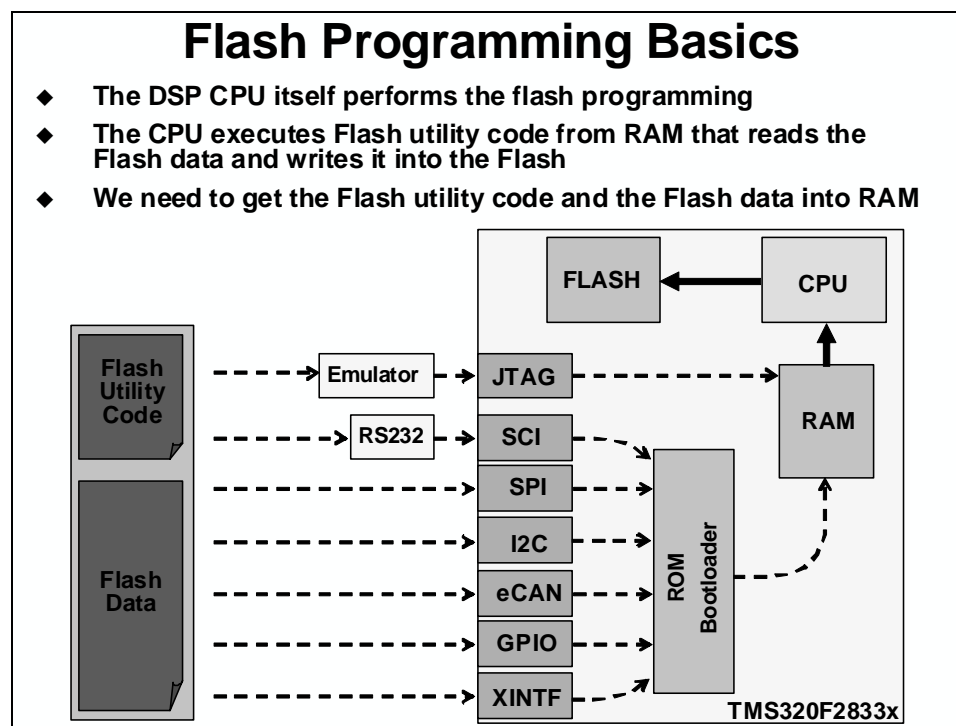 Flash Programming Basics
◆ The DSP CPU itself performs the flash programming
◆ The CPU executes Flash utility code from RAM that reads the
Flash data and writes it into the Flash
◆ We need to get the Flash utility code and the Flash data into RAM
FLASH
CPU
Flash
Utility
Code
Emulator
JTAG
RAM
RS232
SCI
SPI
I2C
eCAN
GPIO
XINTF
ROM
Bootloader
Flash
Data
TMS320F2833x